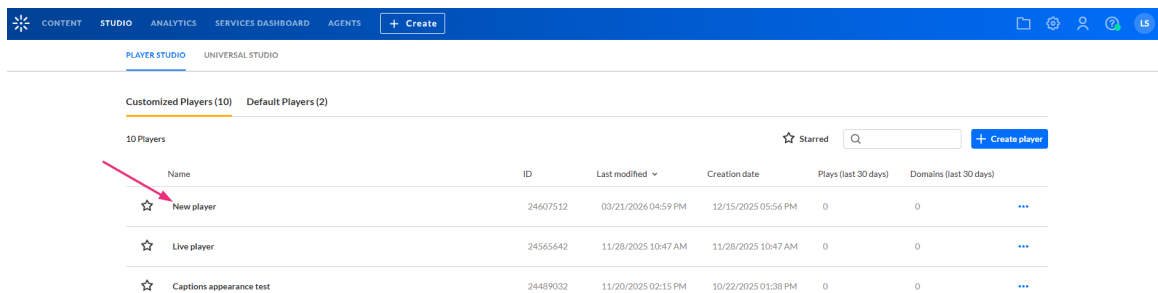 CONTENT STUDIO ANALYTICS SERVICES DASHBOARD AGENTS + Create LS
PLAYER STUDIO UNIVERSAL STUDIO
Customized Players (10) Default Players (2)
10 Players Starred + Create player
Name ID Last modified Creation date Plays (last 30 days) Domains (last 30 days)
New player 24607512 03/21/2026 04:59 PM 12/15/2025 05:56 PM 0 0
Live player 24565642 11/28/2025 10:47 AM 11/28/2025 10:47 AM 0 0
Captions appearance test 24489032 11/20/2025 02:15 PM 10/22/2025 01:38 PM 0 0